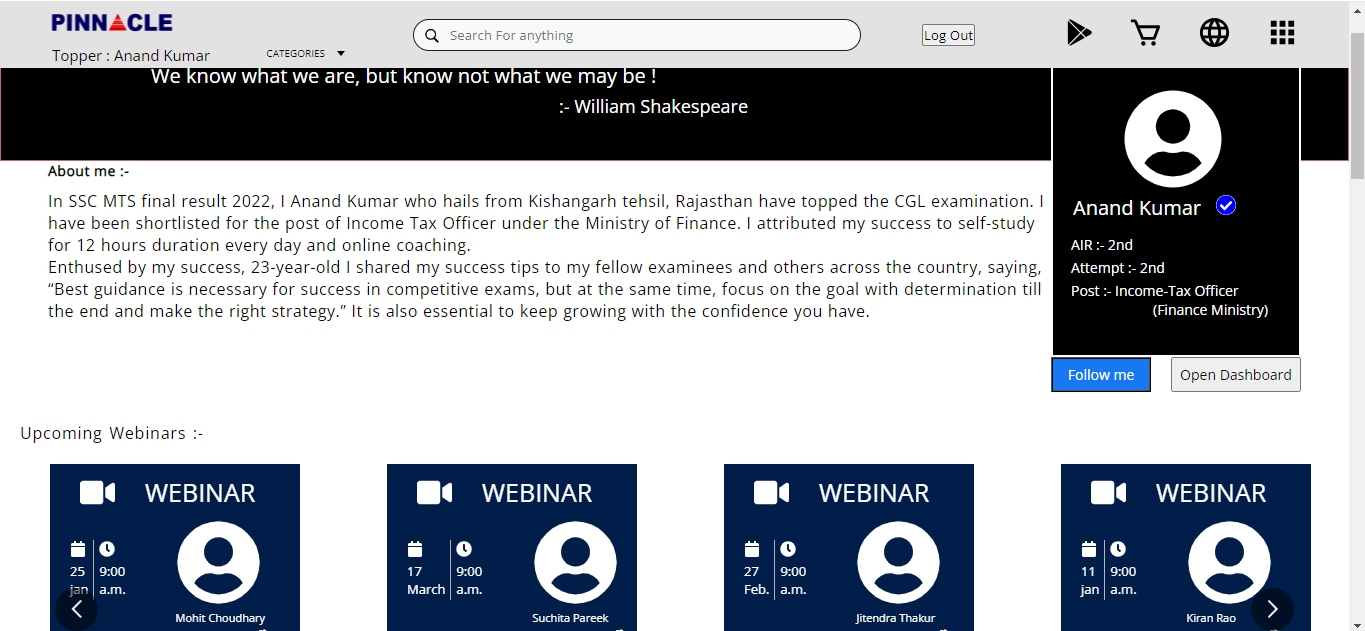 PINNACLE
Topper : Anand Kumar
CATEGORIES
Search For anything
Log Out
We know what we are, but know not what we may be !
:- William Shakespeare
About me :-
In SSC MTS final result 2022, I Anand Kumar who hails from Kishangarh tehsil, Rajasthan have topped the CGL examination. I
have been shortlisted for the post of Income Tax Officer under the Ministry of Finance. I attributed my success to self-study
for 12 hours duration every day and online coaching.
Enthused by my success, 23-year-old I shared my success tips to my fellow examinees and others across the country, saying,
“Best guidance is necessary for success in competitive exams, but at the same time, focus on the goal with determination till
the end and make the right strategy.” It is also essential to keep growing with the confidence you have.
Anand Kumar
AIR :- 2nd
Attempt :- 2nd
Post :- Income-Tax Officer
(Finance Ministry)
Follow me
Open Dashboard
Upcoming Webinars :-
WEBINAR
25
jan
9:00
a.m.
Mohit Choudhary
WEBINAR
17
March
9:00
a.m.
Suchita Pareek
WEBINAR
27
Feb.
9:00
a.m.
Jitendra Thakur
WEBINAR
11
jan
9:00
a.m.
Kiran Rao